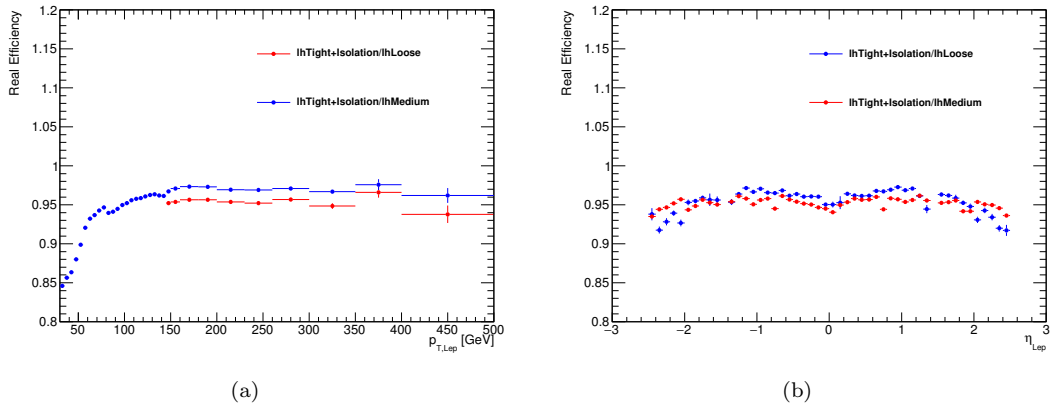 Real Efficiency
1.2
1.15
1.1
1.05
1
0.95
0.9
0.85
0.8
lhTight+Isolation/lhLoose
lhTight+Isolation/lhMedium
50 100 150 200 250 300 350 400 450 500
p_T,Lep [GeV]
(a)
Real Efficiency
1.2
1.15
1.1
1.05
1
0.95
0.9
0.85
0.8
lhTight+Isolation/lhLoose
lhTight+Isolation/lhMedium
−3 −2 −1 0 1 2 3
η_Lep
(b)